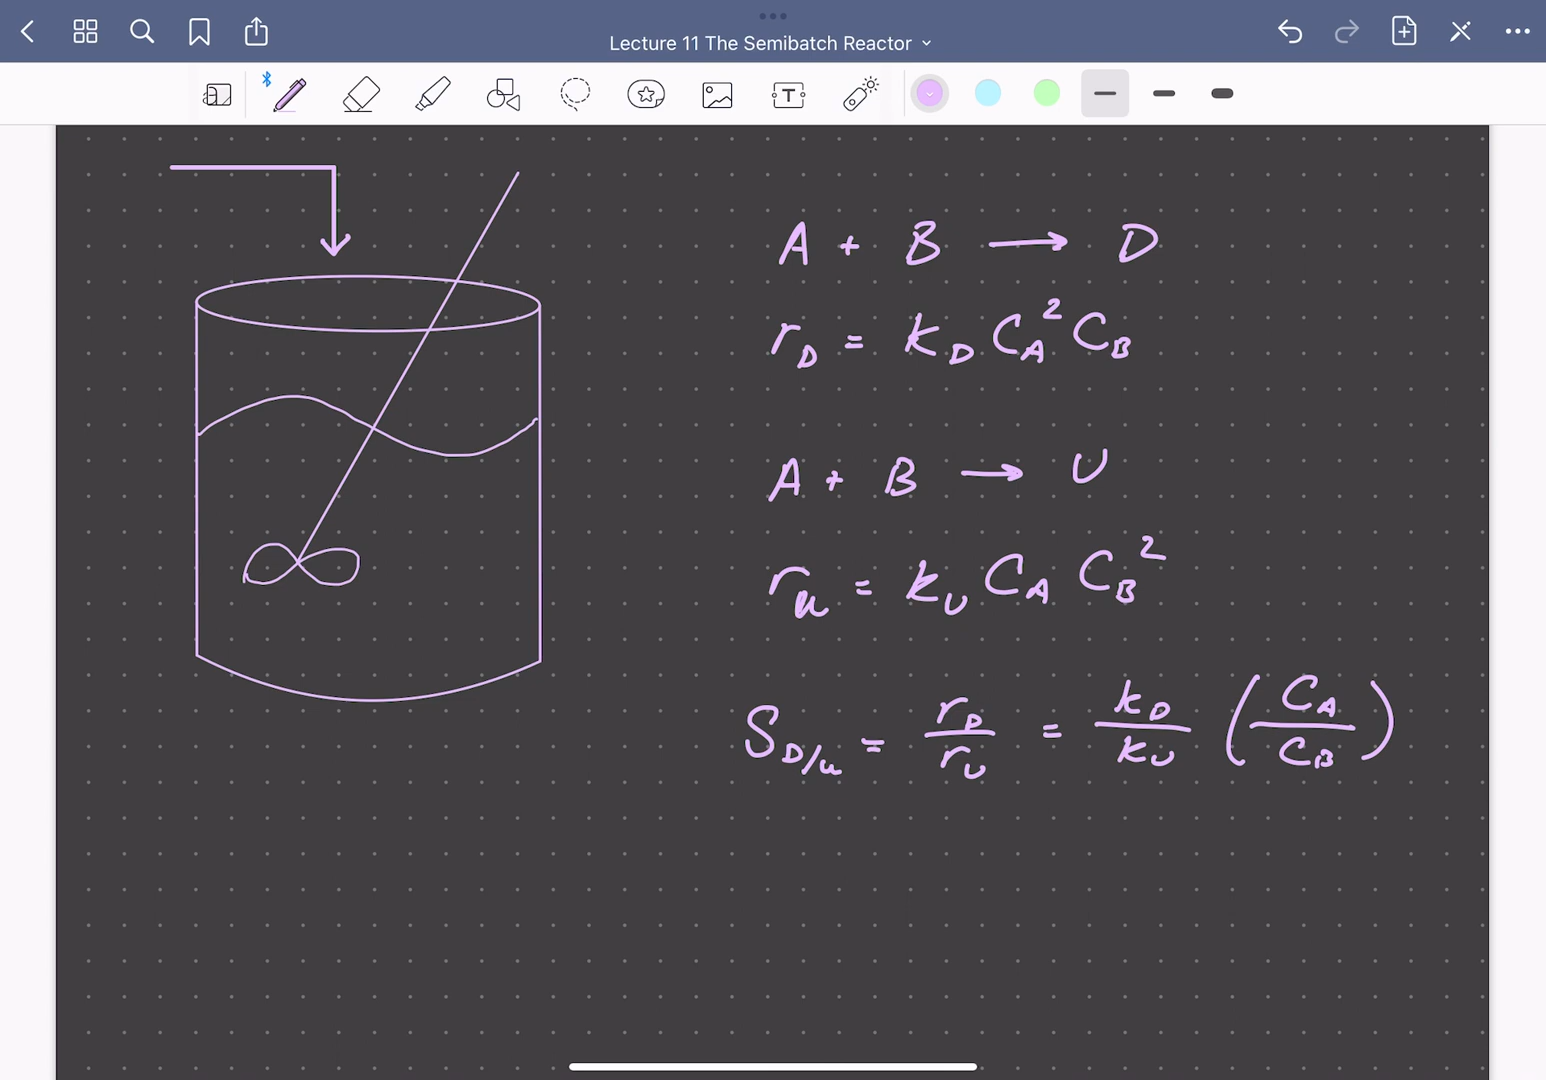 Lecture 11 The Semibatch Reactor
T
A + B → D
r_D = k_D C_A^2 C_B
A + B → U
r_u = k_U C_A C_B^2
S_D/u = r_D/r_U = k_D/k_U (C_A/C_B)